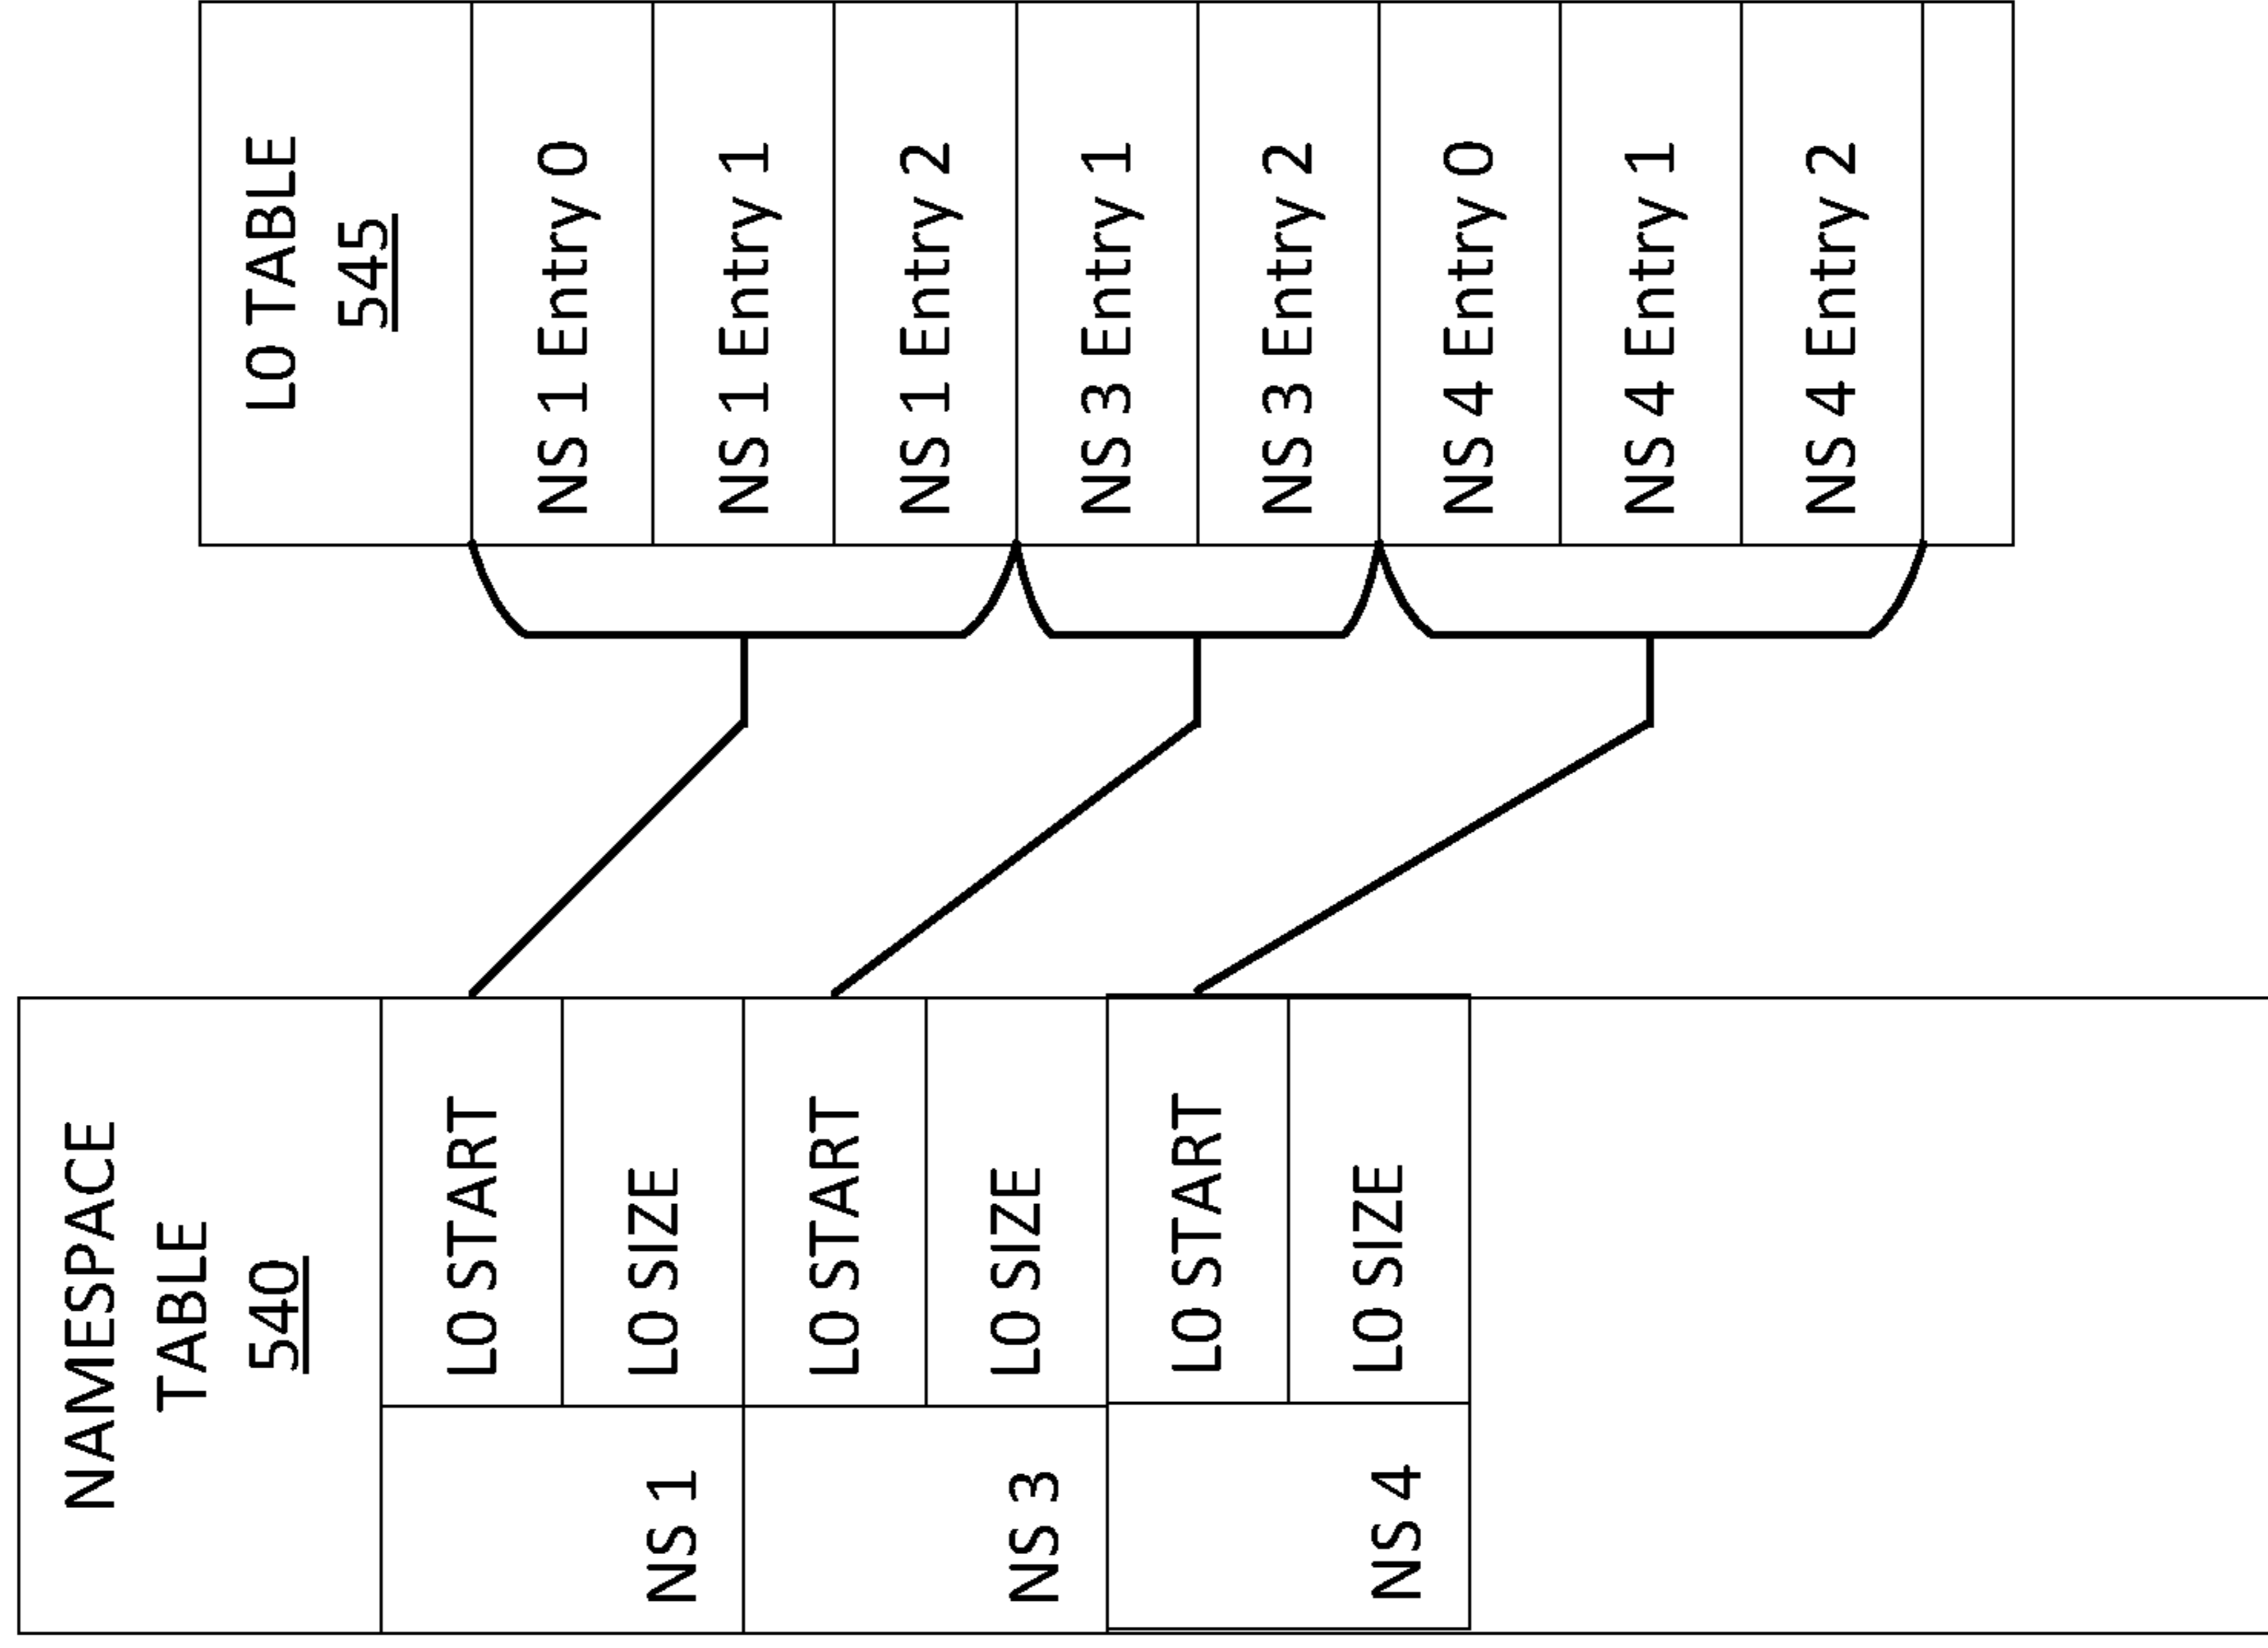 NAMESPACE
TABLE
540
NS 1
L0 START
L0 SIZE
NS 3
L0 START
L0 SIZE
NS 4
L0 START
L0 SIZE
L0 TABLE
545
NS 1 Entry 0
NS 1 Entry 1
NS 1 Entry 2
NS 3 Entry 1
NS 3 Entry 2
NS 4 Entry 0
NS 4 Entry 1
NS 4 Entry 2